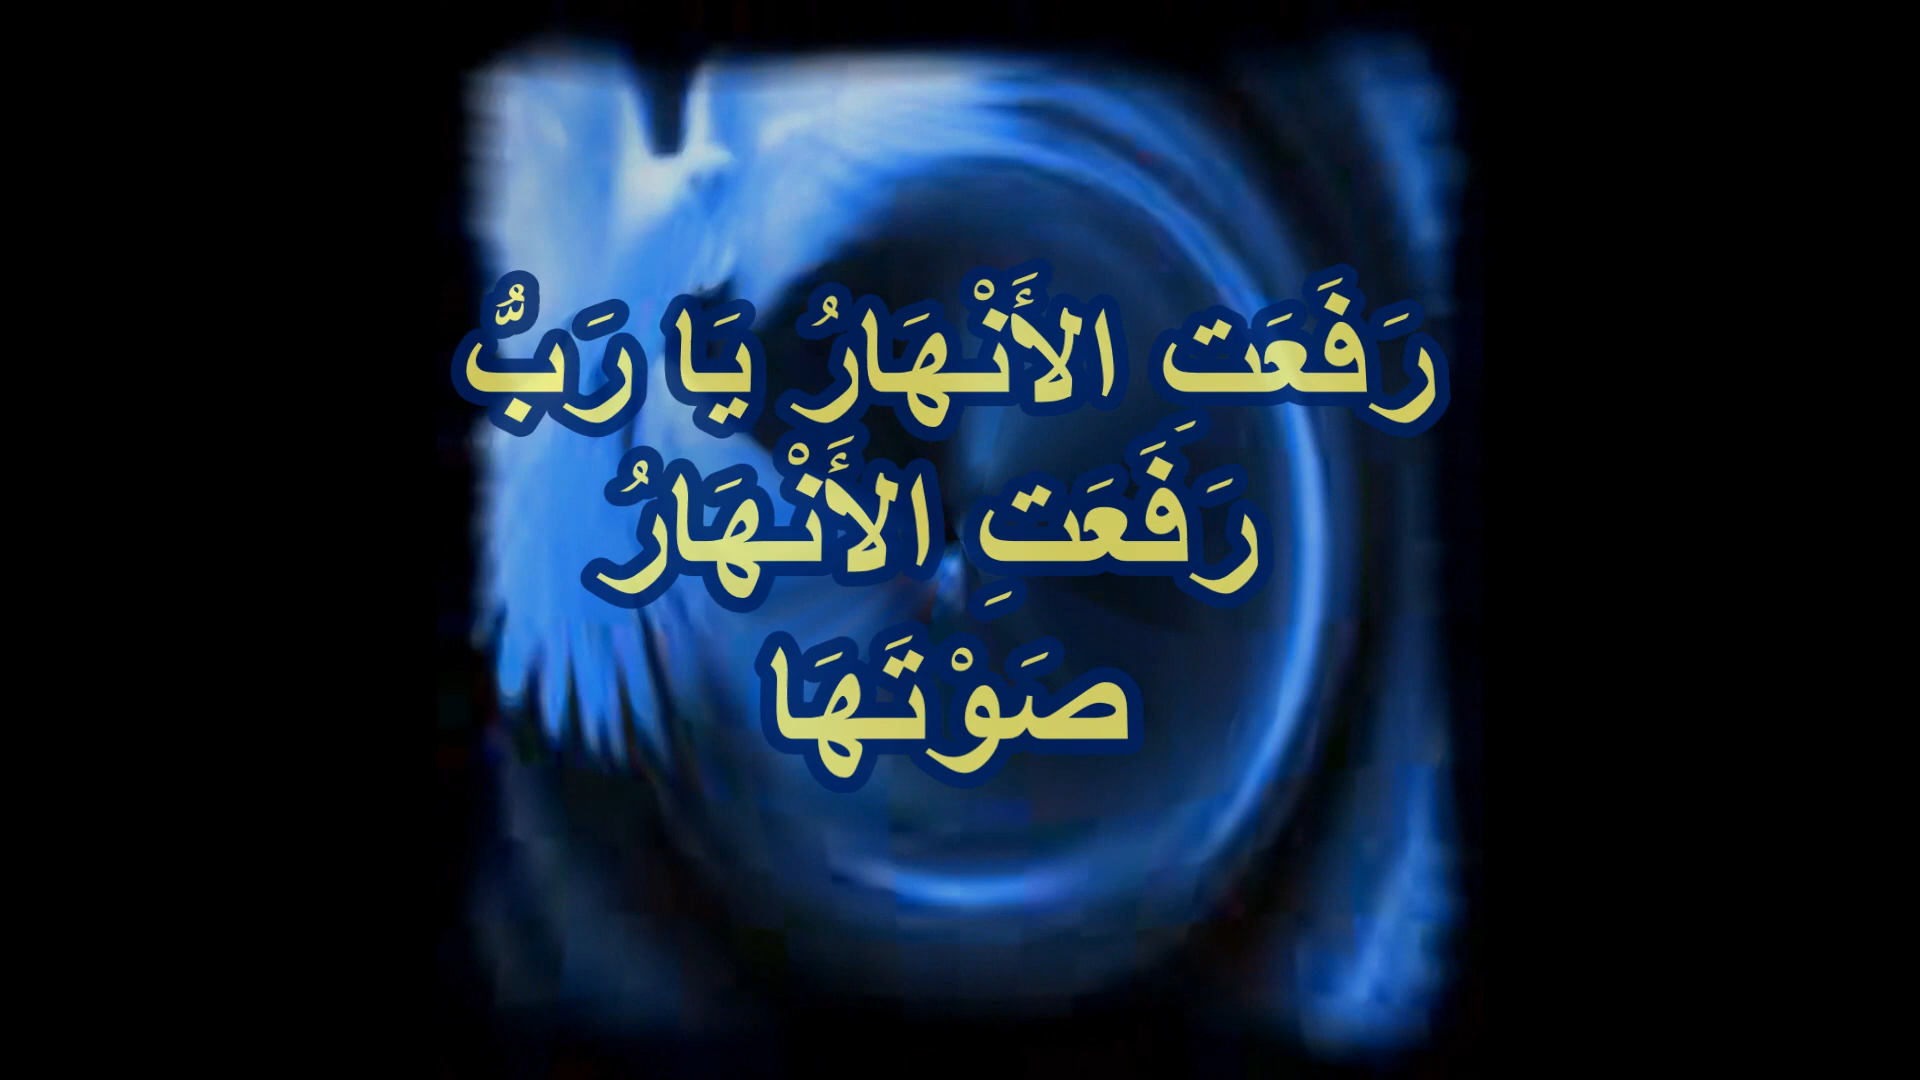 رَفَعَتِ الأَنْهَارُ يَا رَبُّ
رَفَعَتِ الأَنْهَارُ
صَوْتَهَا